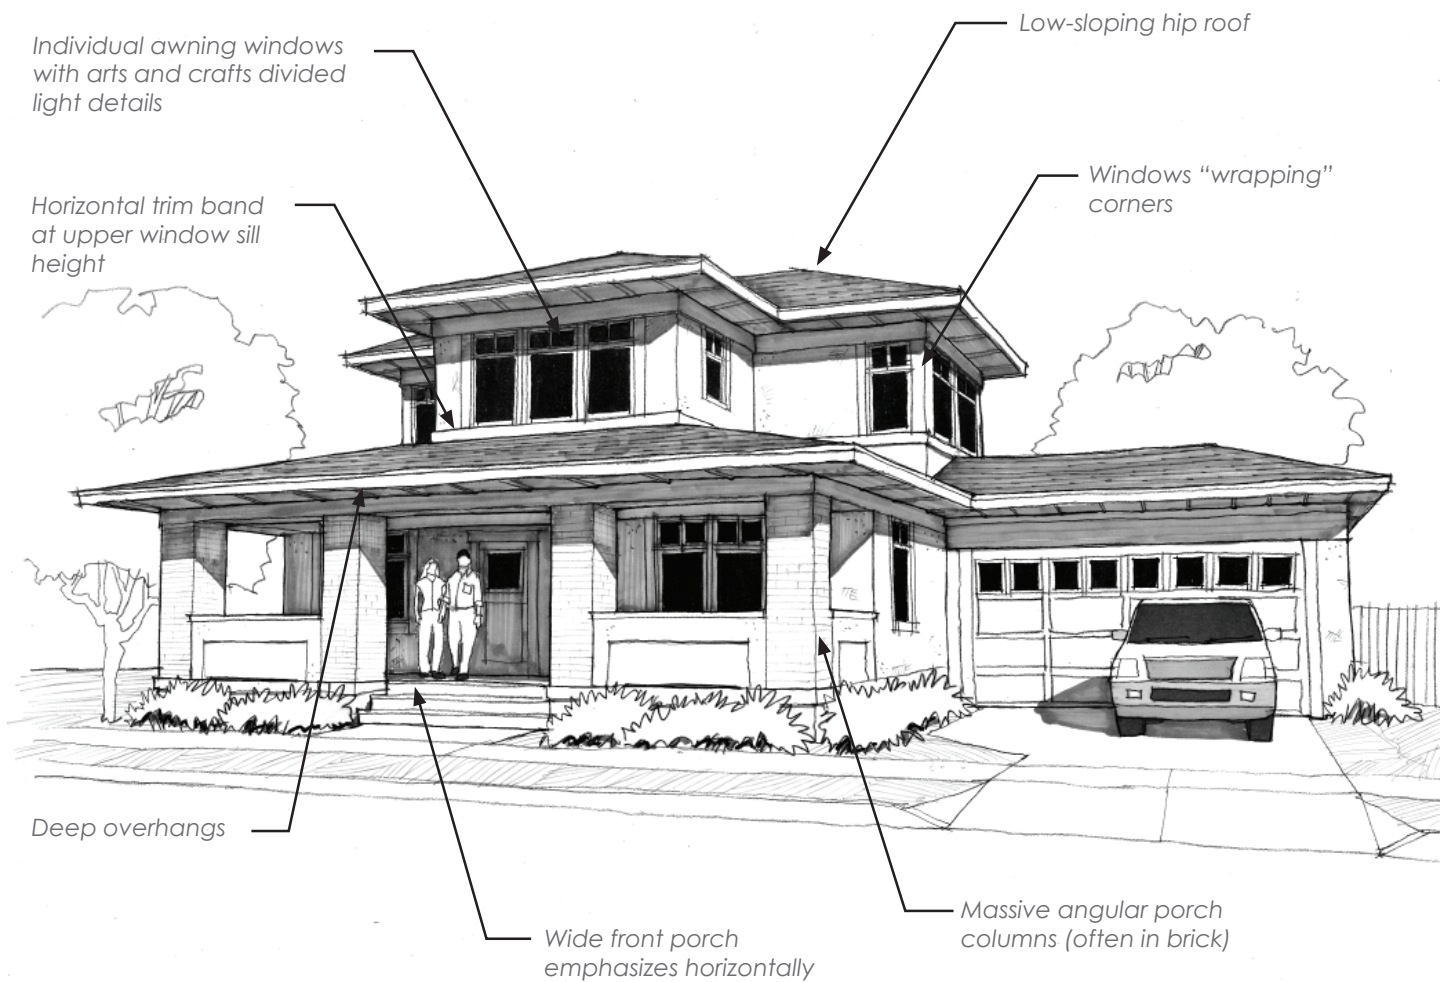 Low-sloping hip roof
Individual awning windows
with arts and crafts divided
light details
Windows “wrapping”
corners
Horizontal trim band
at upper window sill
height
Deep overhangs
Massive angular porch
columns (often in brick)
Wide front porch
emphasizes horizontally